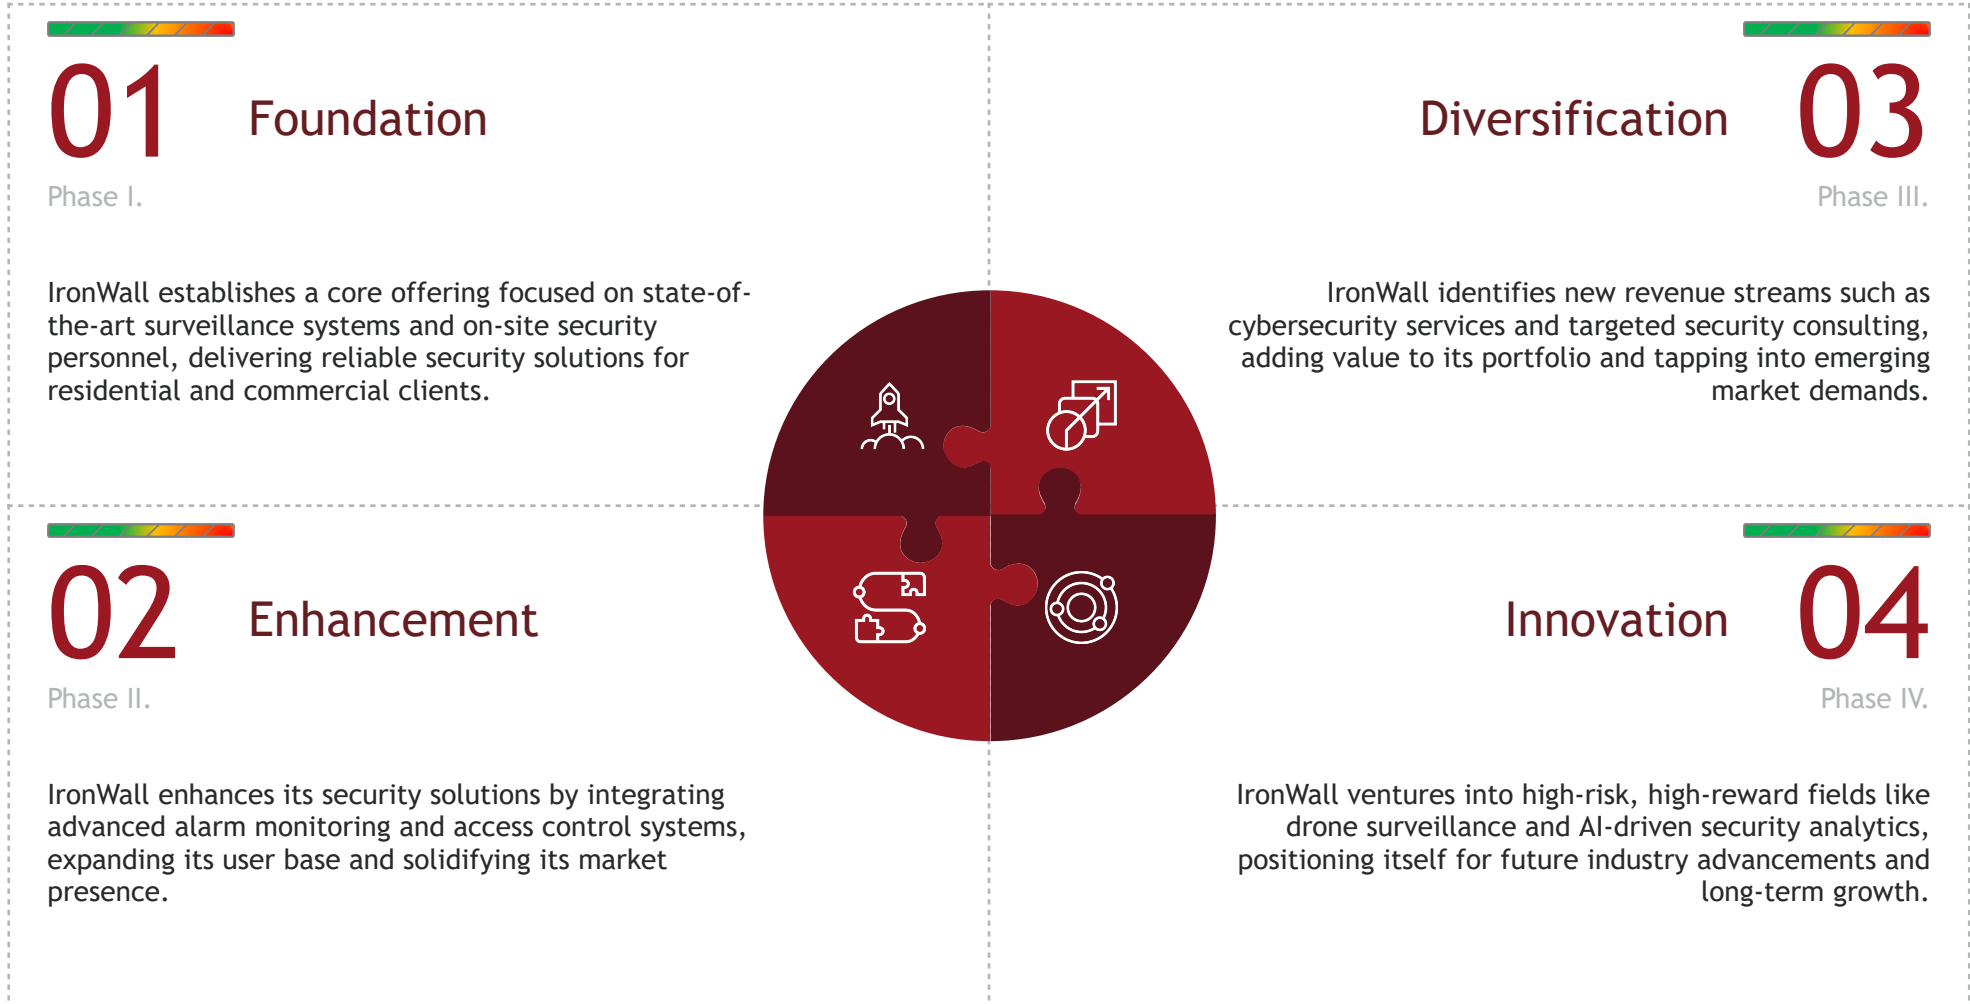 01
Foundation
Phase I.
IronWall establishes a core offering focused on state-of-
the-art surveillance systems and on-site security
personnel, delivering reliable security solutions for
residential and commercial clients.
02
Enhancement
Phase II.
IronWall enhances its security solutions by integrating
advanced alarm monitoring and access control systems,
expanding its user base and solidifying its market
presence.
Diversification
03
Phase III.
IronWall identifies new revenue streams such as
cybersecurity services and targeted security consulting,
adding value to its portfolio and tapping into emerging
market demands.
Innovation
04
Phase IV.
IronWall ventures into high-risk, high-reward fields like
drone surveillance and AI-driven security analytics,
positioning itself for future industry advancements and
long-term growth.